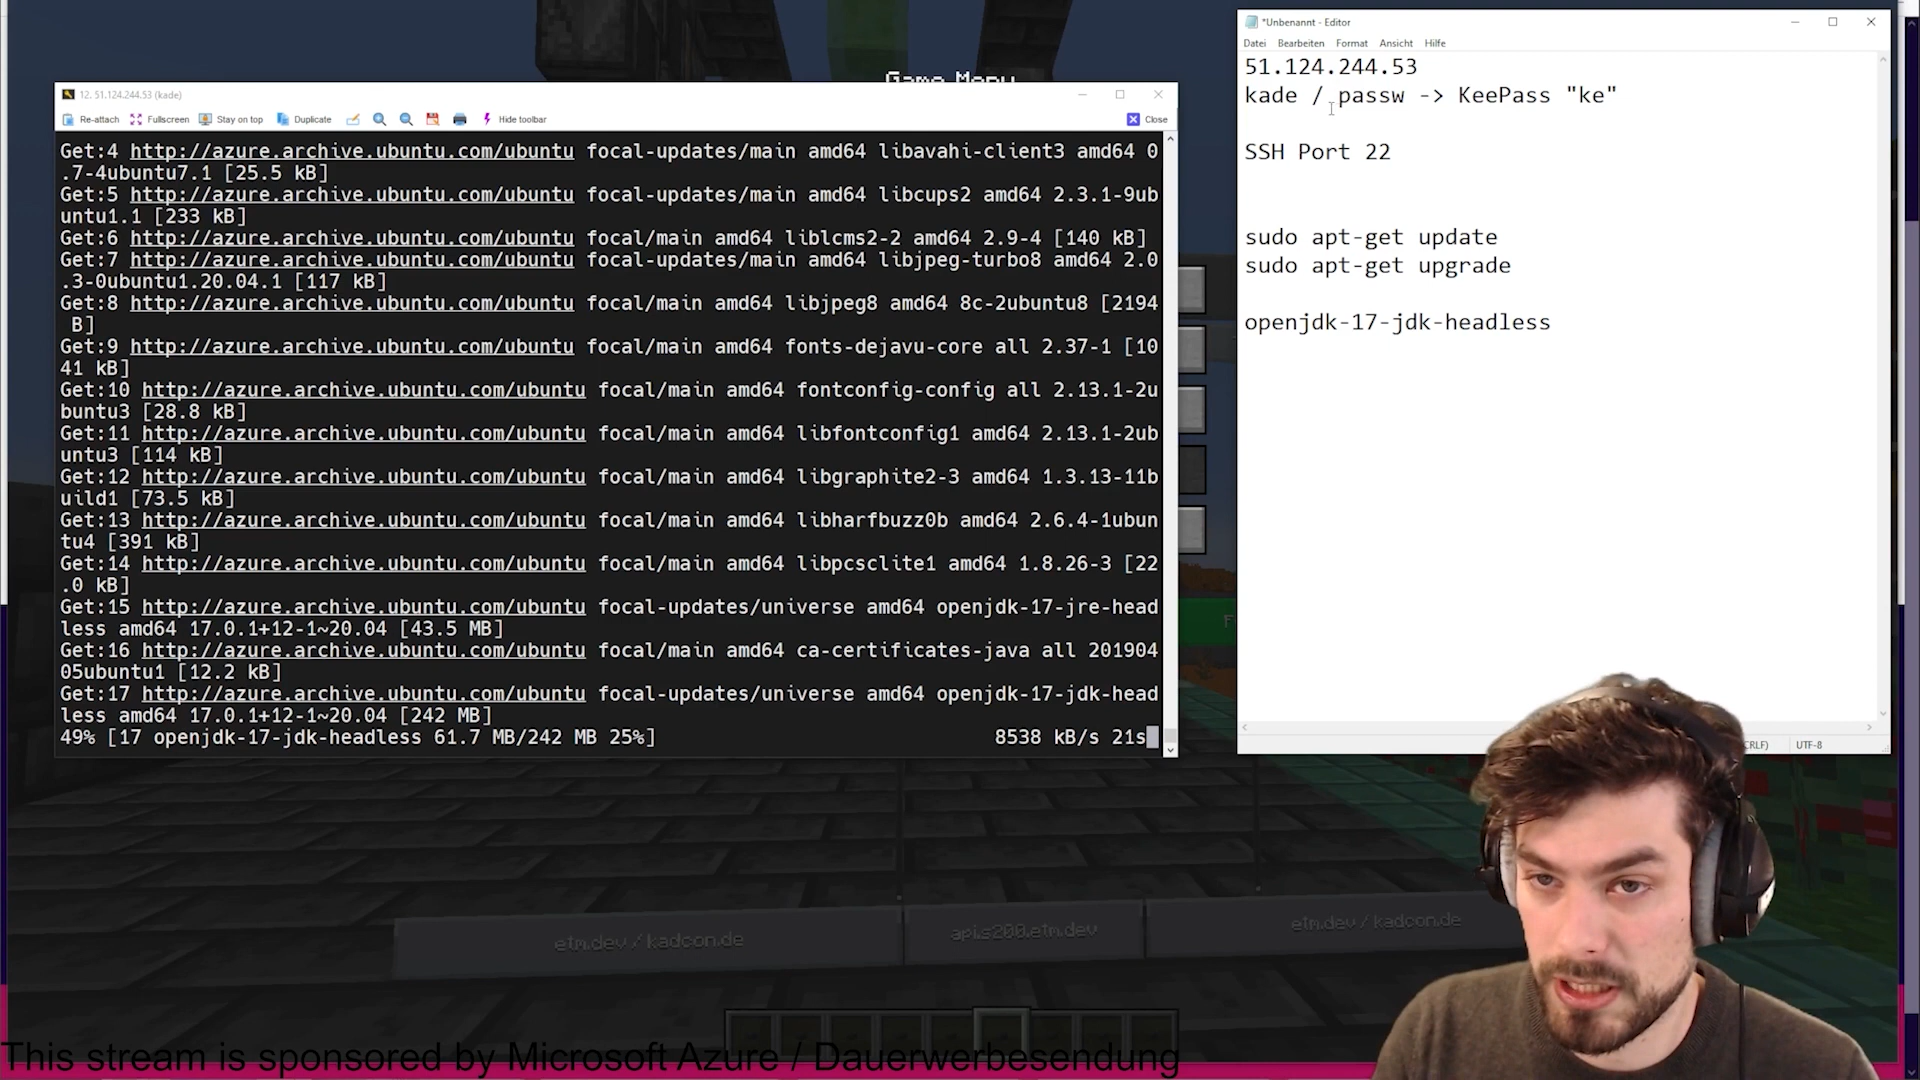 Game Menu
12. 51.124.244.53 (kade)
Re-attach Fullscreen Stay on top Duplicate Hide toolbar Close
Get:4 http://azure.archive.ubuntu.com/ubuntu focal-updates/main amd64 libavahi-client3 amd64 0
.7-4ubuntu7.1 [25.5 kB]
Get:5 http://azure.archive.ubuntu.com/ubuntu focal-updates/main amd64 libcups2 amd64 2.3.1-9ub
untu1.1 [233 kB]
Get:6 http://azure.archive.ubuntu.com/ubuntu focal/main amd64 liblcms2-2 amd64 2.9-4 [140 kB]
Get:7 http://azure.archive.ubuntu.com/ubuntu focal-updates/main amd64 libjpeg-turbo8 amd64 2.0
.3-0ubuntu1.20.04.1 [117 kB]
Get:8 http://azure.archive.ubuntu.com/ubuntu focal/main amd64 libjpeg8 amd64 8c-2ubuntu8 [2194
B]
Get:9 http://azure.archive.ubuntu.com/ubuntu focal/main amd64 fonts-dejavu-core all 2.37-1 [10
41 kB]
Get:10 http://azure.archive.ubuntu.com/ubuntu focal/main amd64 fontconfig-config all 2.13.1-2u
buntu3 [28.8 kB]
Get:11 http://azure.archive.ubuntu.com/ubuntu focal/main amd64 libfontconfig1 amd64 2.13.1-2ub
untu3 [114 kB]
Get:12 http://azure.archive.ubuntu.com/ubuntu focal/main amd64 libgraphite2-3 amd64 1.3.13-11b
uild1 [73.5 kB]
Get:13 http://azure.archive.ubuntu.com/ubuntu focal/main amd64 libharfbuzz0b amd64 2.6.4-1ubun
tu4 [391 kB]
Get:14 http://azure.archive.ubuntu.com/ubuntu focal/main amd64 libpcsclite1 amd64 1.8.26-3 [22
.0 kB]
Get:15 http://azure.archive.ubuntu.com/ubuntu focal-updates/universe amd64 openjdk-17-jre-head
less amd64 17.0.1+12-1~20.04 [43.5 MB]
Get:16 http://azure.archive.ubuntu.com/ubuntu focal/main amd64 ca-certificates-java all 201904
05ubuntu1 [12.2 kB]
Get:17 http://azure.archive.ubuntu.com/ubuntu focal-updates/universe amd64 openjdk-17-jdk-head
less amd64 17.0.1+12-1~20.04 [242 MB]
49% [17 openjdk-17-jdk-headless 61.7 MB/242 MB 25%] 8538 kB/s 21s
*Unbenannt - Editor
Datei Bearbeiten Format Ansicht Hilfe
51.124.244.53
kade / passw -> KeePass "ke"
SSH Port 22
sudo apt-get update
sudo apt-get upgrade
openjdk-17-jdk-headless
CRLF) UTF-8
etm.dev / kadcon.de
api.s200.etm.dev
etm.dev / kadcon.de
This stream is sponsored by Microsoft Azure / Dauerwerbesendung